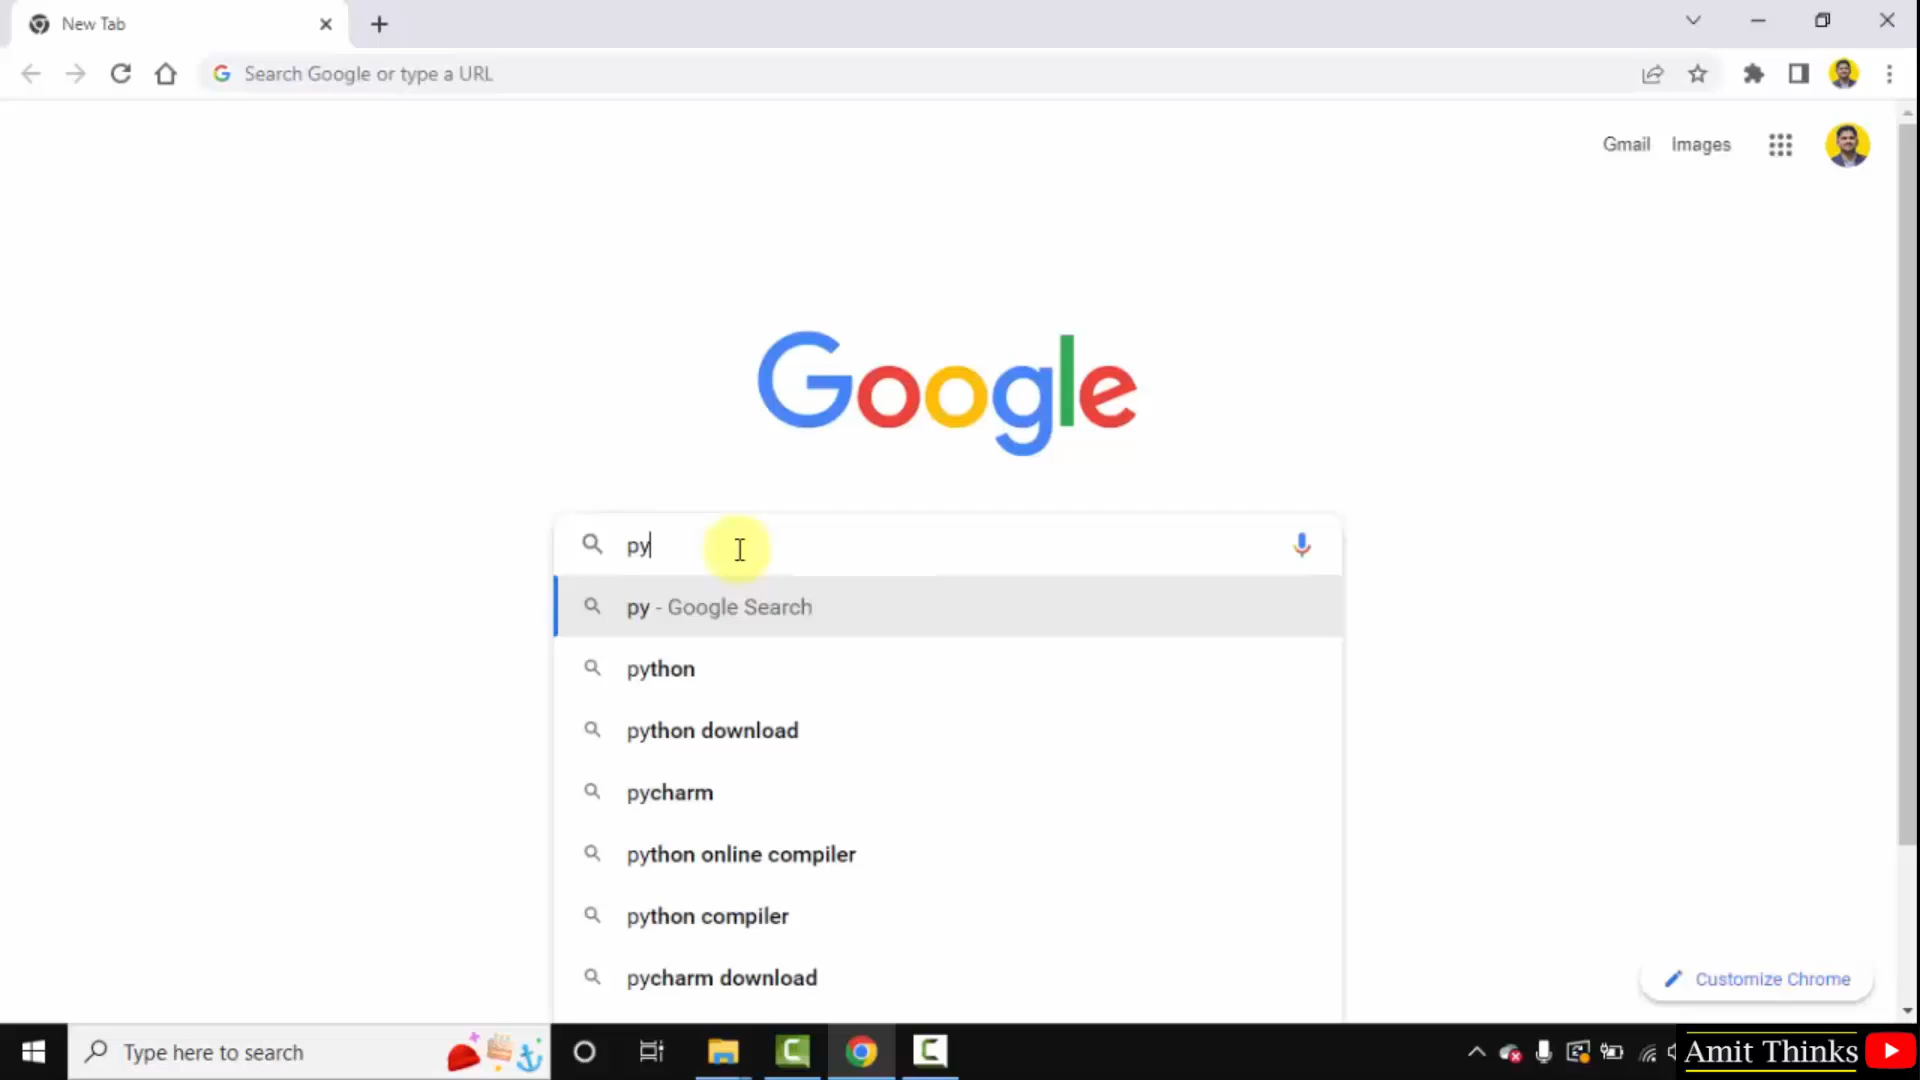 New Tab
Search Google or type a URL
Gmail Images
Google
py
py - Google Search
python
python download
pycharm
python online compiler
python compiler
pycharm download
Customize Chrome
Type here to search
Amit Thinks